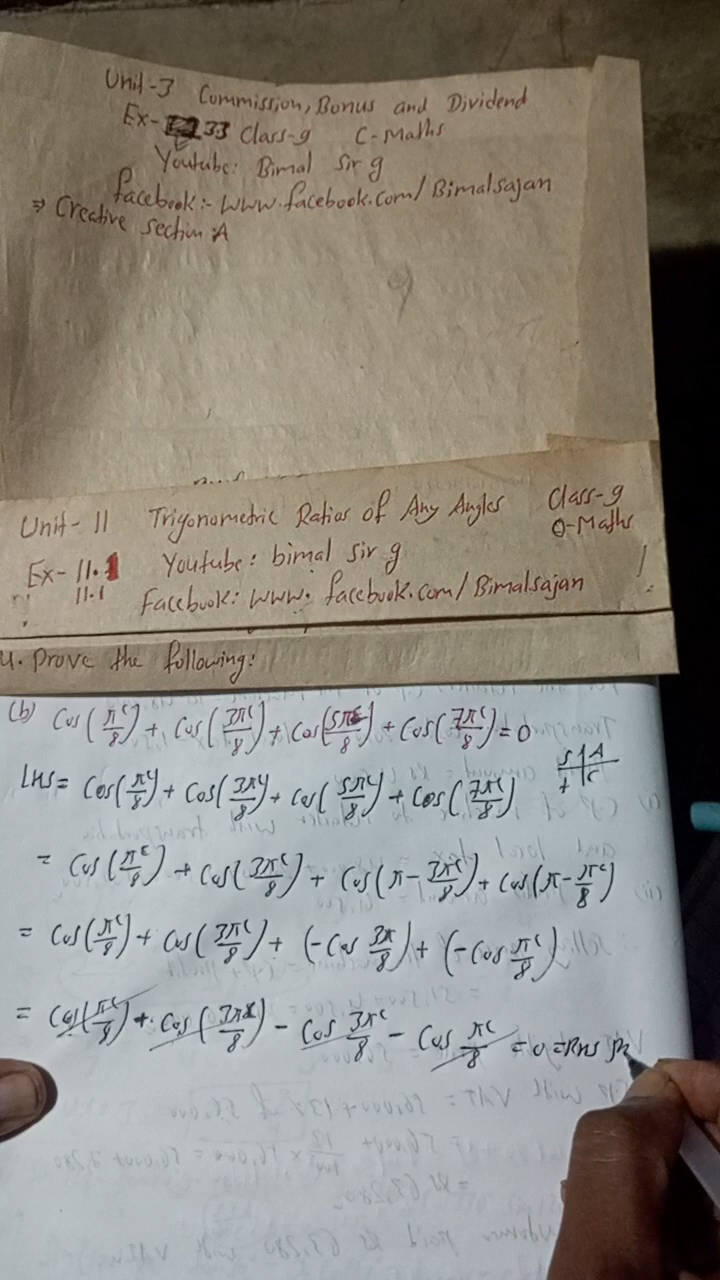 Unit-3 Commission, Bonus and Dividend
Ex- 33 Class-9 C-Maths
Youtube: Bimal Sir g
facebook:- www.facebook.com/Bimalsajan
⇒ Creative section:A
Unit- 11 Trigonometric Ratios of Any Angles Class-9
O-Maths
Ex- 11.1 Youtube: bimal sir g
11.1 Facebook: www. facebook.com/Bimalsajan
4. Prove the following:
(b) Cos(π^c/8) + Cos(3π^c/8) + Cos(5π^c/8) + Cos(7π^c/8) = 0
LHS = Cos(π^c/8) + Cos(3π^c/8) + Cos(5π^c/8) + Cos(7π^c/8) S A
T C
= Cos(π^c/8) + Cos(3π^c/8) + Cos(π - 3π^c/8) + Cos(π - π^c/8)
= Cos(π^c/8) + Cos(3π^c/8) + (-Cos 3π/8) + (-Cos π^c/8)
= Cos(π^c/8) + Cos(3π^c/8) - Cos 3π^c/8 - Cos π^c/8 = 0 = RHS